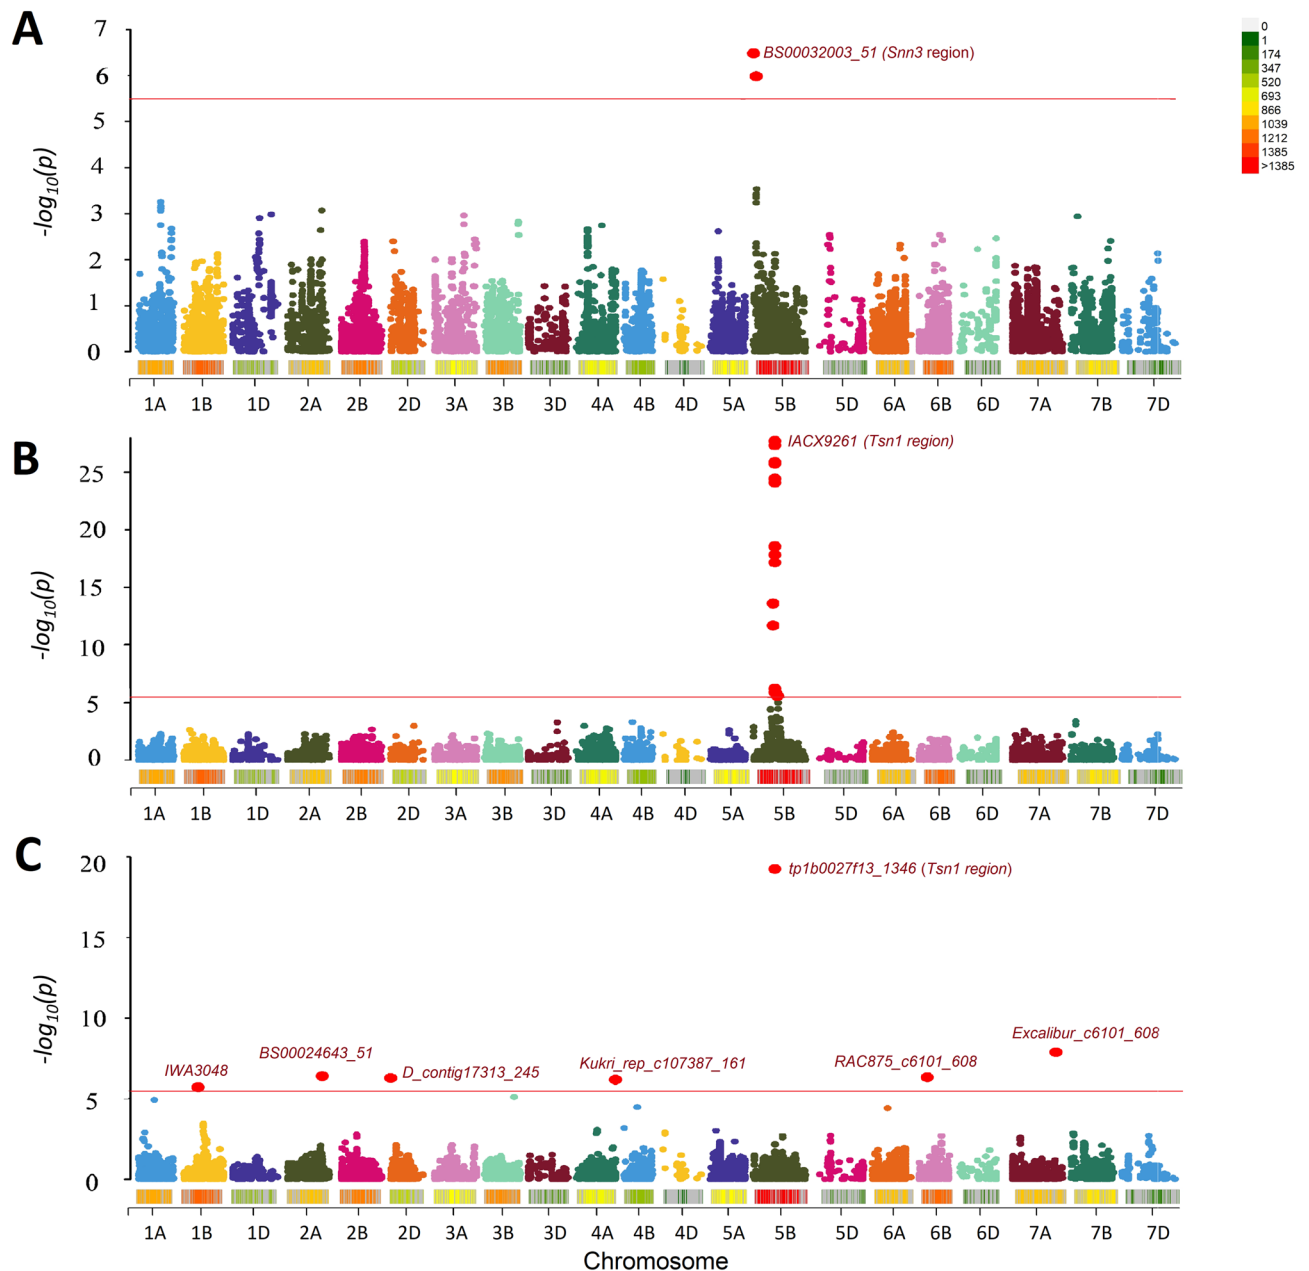 A
7
6
5
4
3
2
1
0
-log10(p)
BS00032003_51 (Snn3 region)
0
1
174
347
520
693
866
1039
1212
1385
>1385
1A 1B 1D 2A 2B 2D 3A 3B 3D 4A 4B 4D 5A 5B 5D 6A 6B 6D 7A 7B 7D
B
25
20
15
10
5
0
-log10(p)
IACX9261 (Tsn1 region)
1A 1B 1D 2A 2B 2D 3A 3B 3D 4A 4B 4D 5A 5B 5D 6A 6B 6D 7A 7B 7D
C
20
15
10
5
0
-log10(p)
tp1b0027f13_1346 (Tsn1 region)
Excalibur_c6101_608
BS00024643_51
IWA3048
D_contig17313_245
Kukri_rep_c107387_161
RAC875_c6101_608
1A 1B 1D 2A 2B 2D 3A 3B 3D 4A 4B 4D 5A 5B 5D 6A 6B 6D 7A 7B 7D
Chromosome